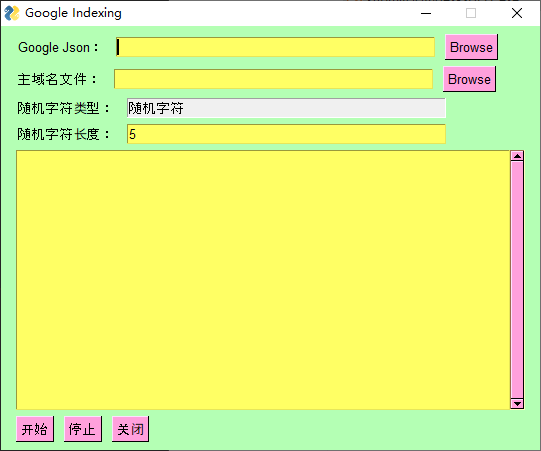 Google Indexing
Google Json： Browse
主域名文件： Browse
随机字符类型： 随机字符
随机字符长度： 5
开始 停止 关闭